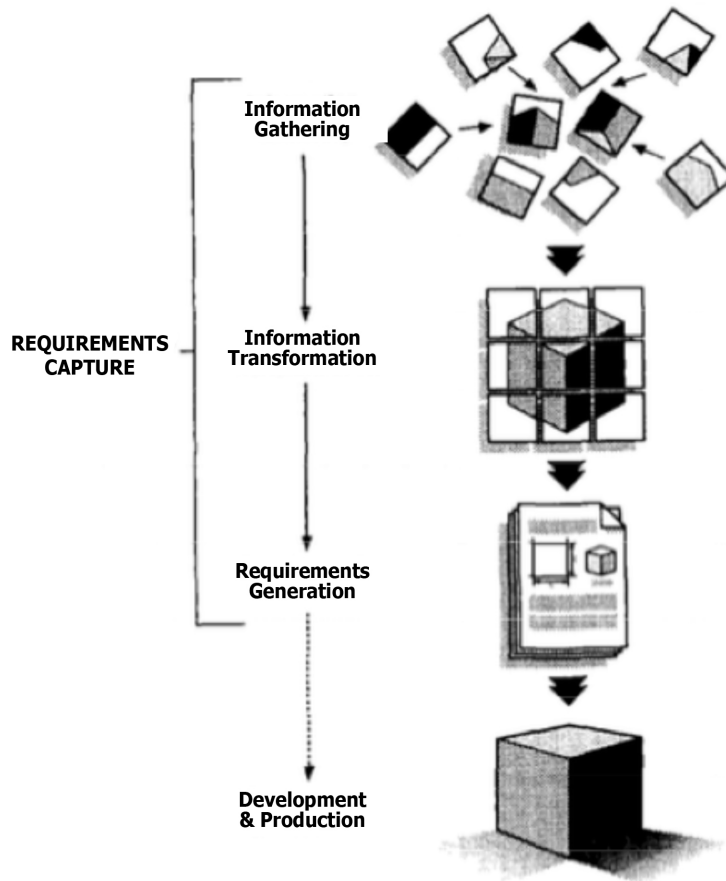 Information
Gathering
REQUIREMENTS
CAPTURE
Information
Transformation
Requirements
Generation
Development
& Production